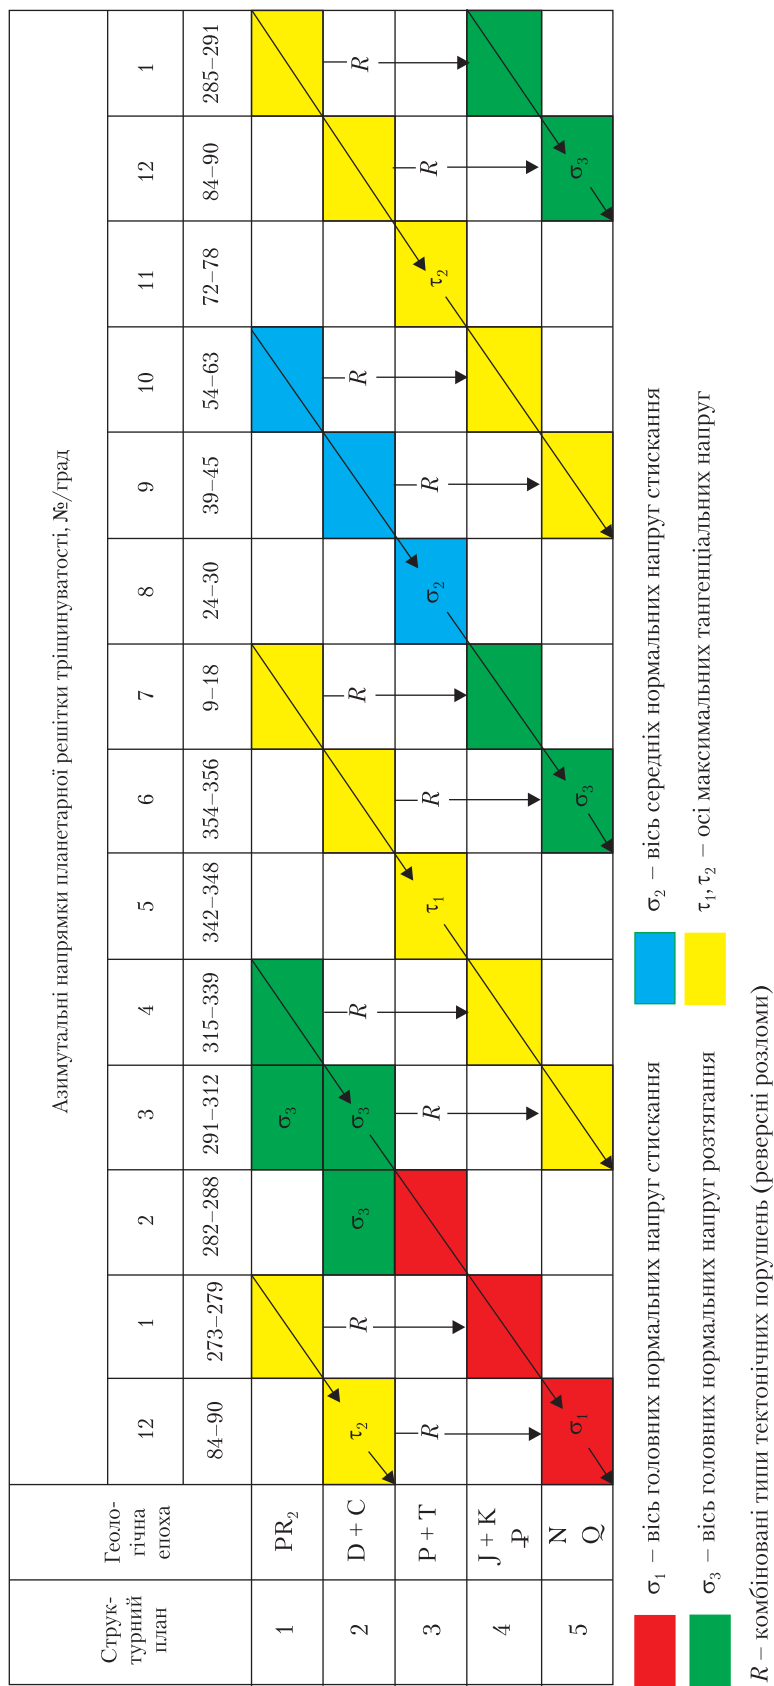 Струк-
турний
план
Геоло-
гічна
епоха
Азимутальні напрямки планетарної решітки тріщинуватості, №/град
12 1 2 3 4 5 6 7 8 9 10 11 12 1
84–90 273–279 282–288 291–312 315–339 342–348 354–356 9–18 24–30 39–45 54–63 72–78 84–90 285–291
1 PR₂ σ₃
2 D + C τ₂ R σ₃ σ₃ R R R R
3 P + T R R τ₁ R σ₂ R τ₂ R
4 J + K
P
5 N
Q σ₁ σ₃ σ₃
σ₁ – вісь головних нормальних напруг стискання
σ₂ – вісь середніх нормальних напруг стискання
σ₃ – вісь головних нормальних напруг розтягання
τ₁, τ₂ – осі максимальних тангенціальних напруг
R – комбіновані типи тектонічних порушень (реверсні розломи)